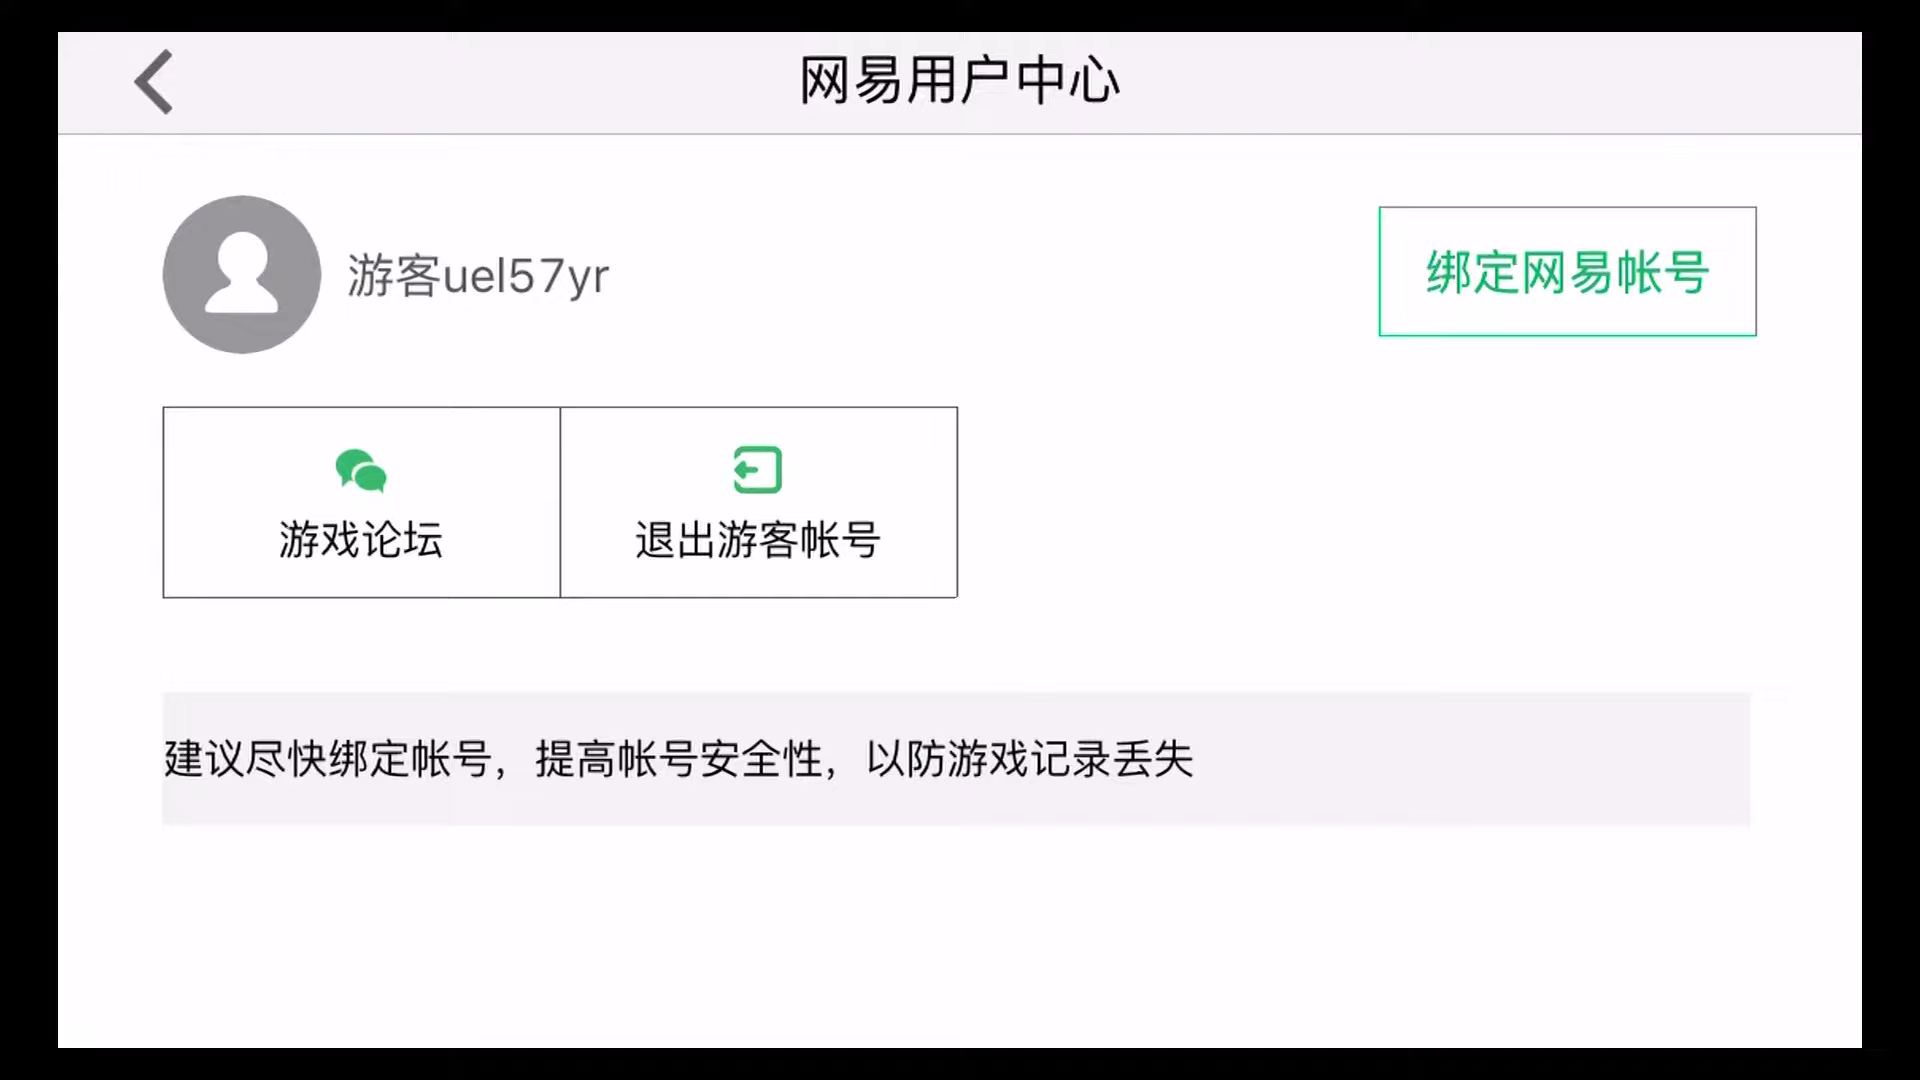 网易用户中心
游客uel57yr
绑定网易帐号
游戏论坛
退出游客帐号
建议尽快绑定帐号，提高帐号安全性，以防游戏记录丢失